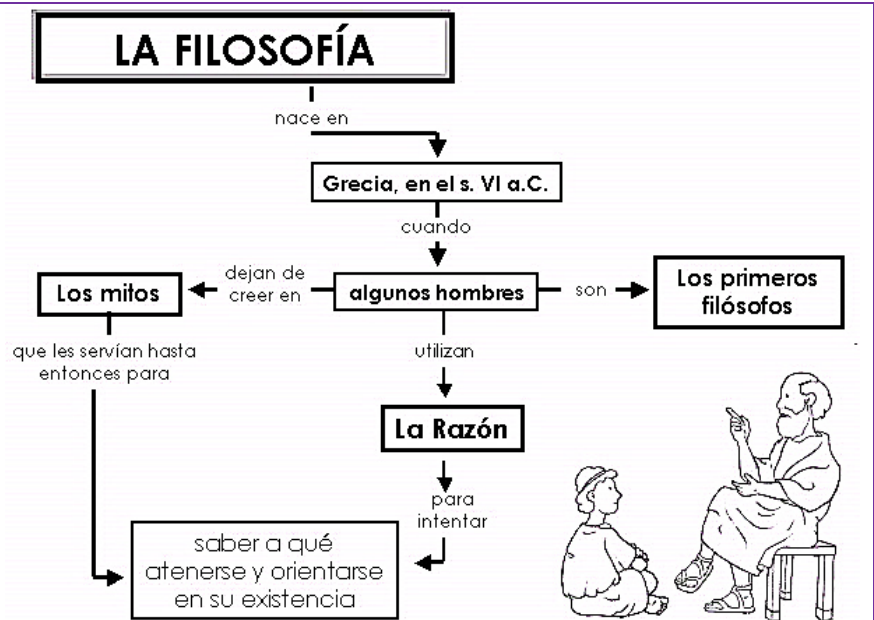 LA FILOSOFÍA
nace en
Grecia, en el s. VI a.C.
cuando
algunos hombres
dejan de
creer en
Los mitos
son
Los primeros
filósofos
que les servían hasta
entonces para
utilizan
La Razón
para
intentar
saber a qué
atenerse y orientarse
en su existencia